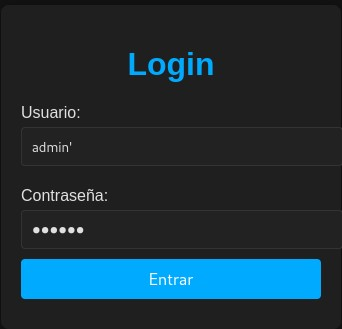 Login
Usuario:
admin'
Contraseña:
●●●●●●
Entrar